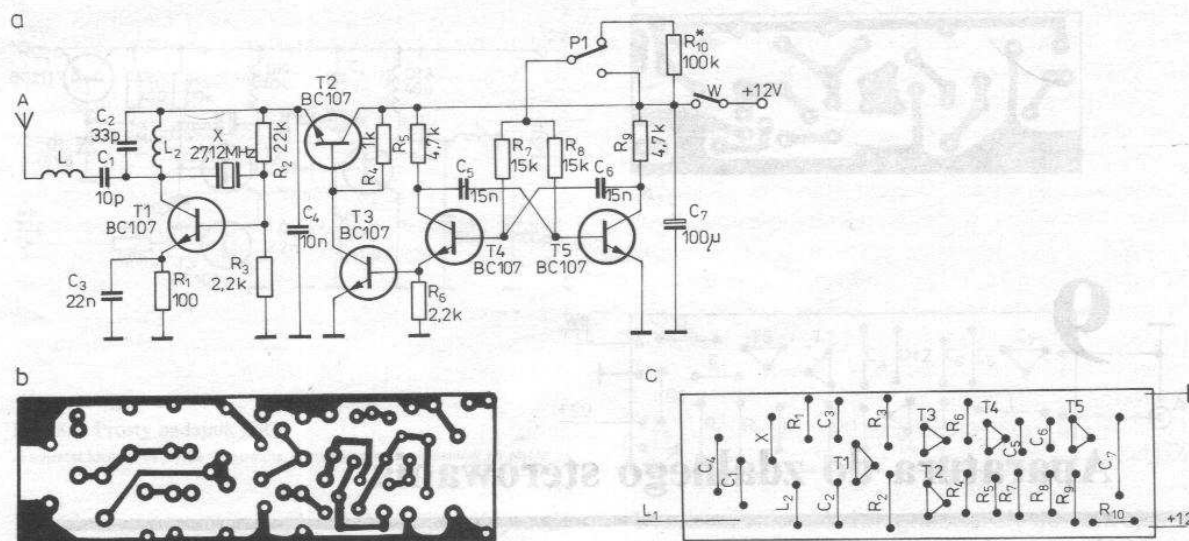 a
A
C2
33p
L2
X
27,12MHz
22k
R2
L1
C1
10p
T1
BC107
C3
22n
R1
100
R3
2,2k
T2
BC107
1k
R4
R5
4,7k
C4
10n
T3
BC107
R6
2,2k
C5
15n
T4
BC107
R7
15k
R8
15k
C6
15n
T5
BC107
P1
R10*
100k
R9
4,7k
W
+12V
C7
100μ
b
c
C4
C1
X
L1
L2
R1
C3
C2
R3
T1
R2
T3
T2
R6
R4
T4
R5
C5
R7
C6
R8
R9
T5
C7
R10
+12
9
Aparatura do zdalnego sterowan